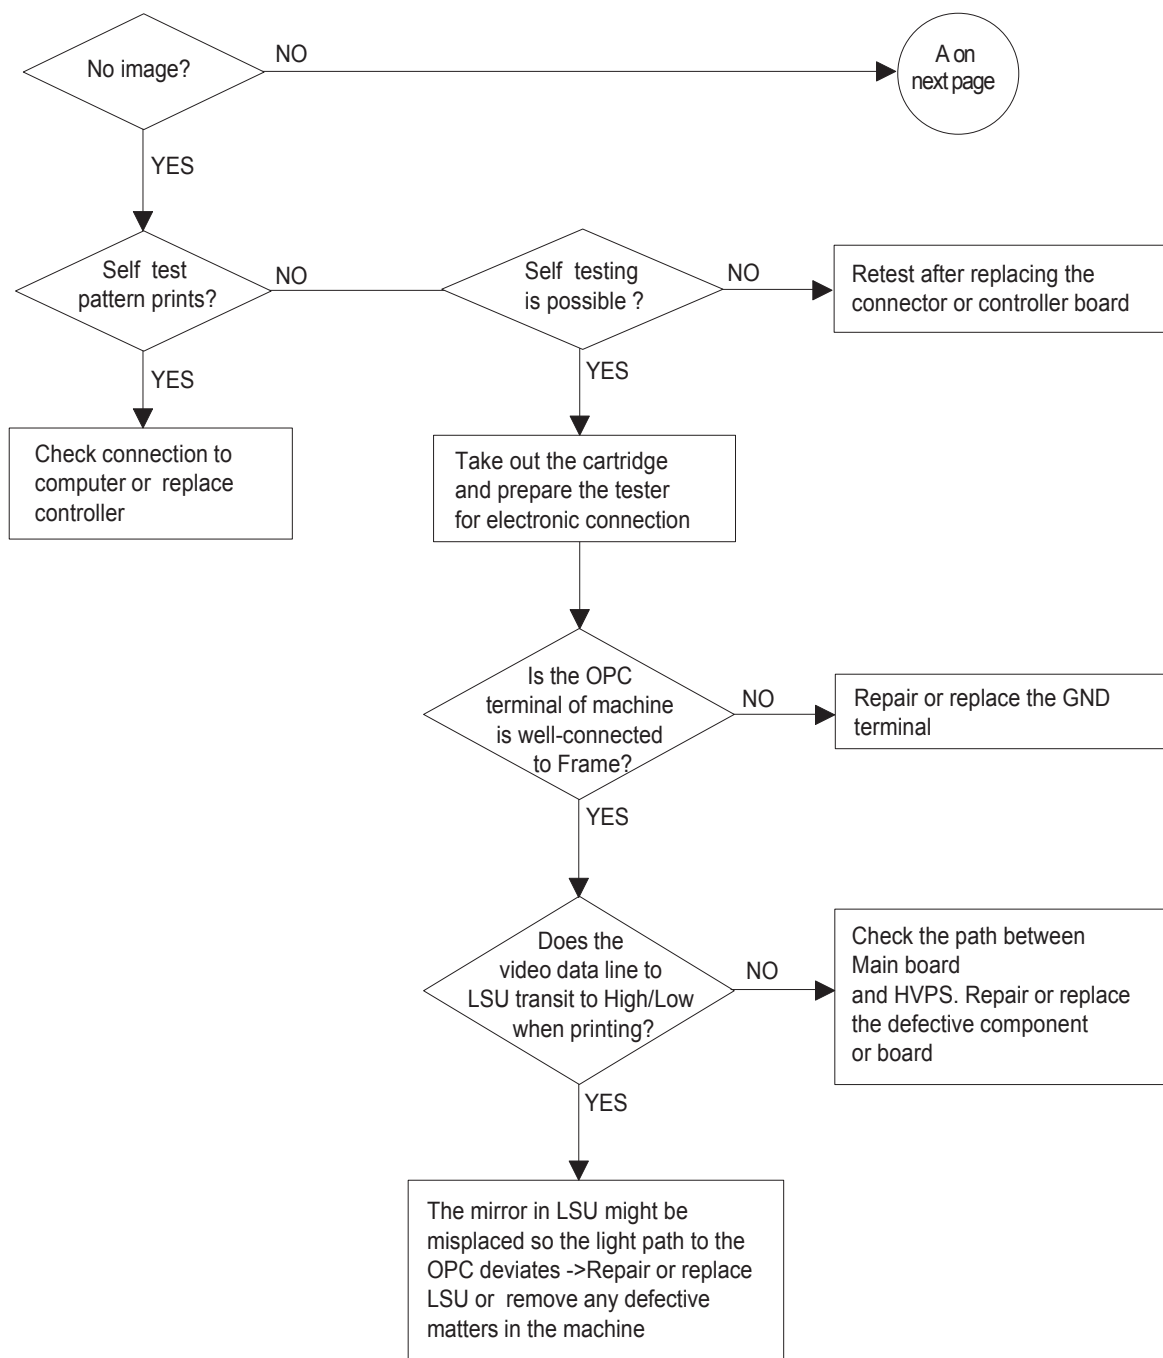 No image?
NO
A on
next page
YES
Self test
pattern prints?
NO
Self testing
is possible ?
NO
Retest after replacing the
connector or controller board
YES
YES
Check connection to
computer or replace
controller
Take out the cartridge
and prepare the tester
for electronic connection
Is the OPC
terminal of machine
is well-connected
to Frame?
NO
Repair or replace the GND
terminal
YES
Does the
video data line to
LSU transit to High/Low
when printing?
NO
Check the path between
Main board
and HVPS. Repair or replace
the defective component
or board
YES
The mirror in LSU might be
misplaced so the light path to the
OPC deviates ->Repair or replace
LSU or remove any defective
matters in the machine